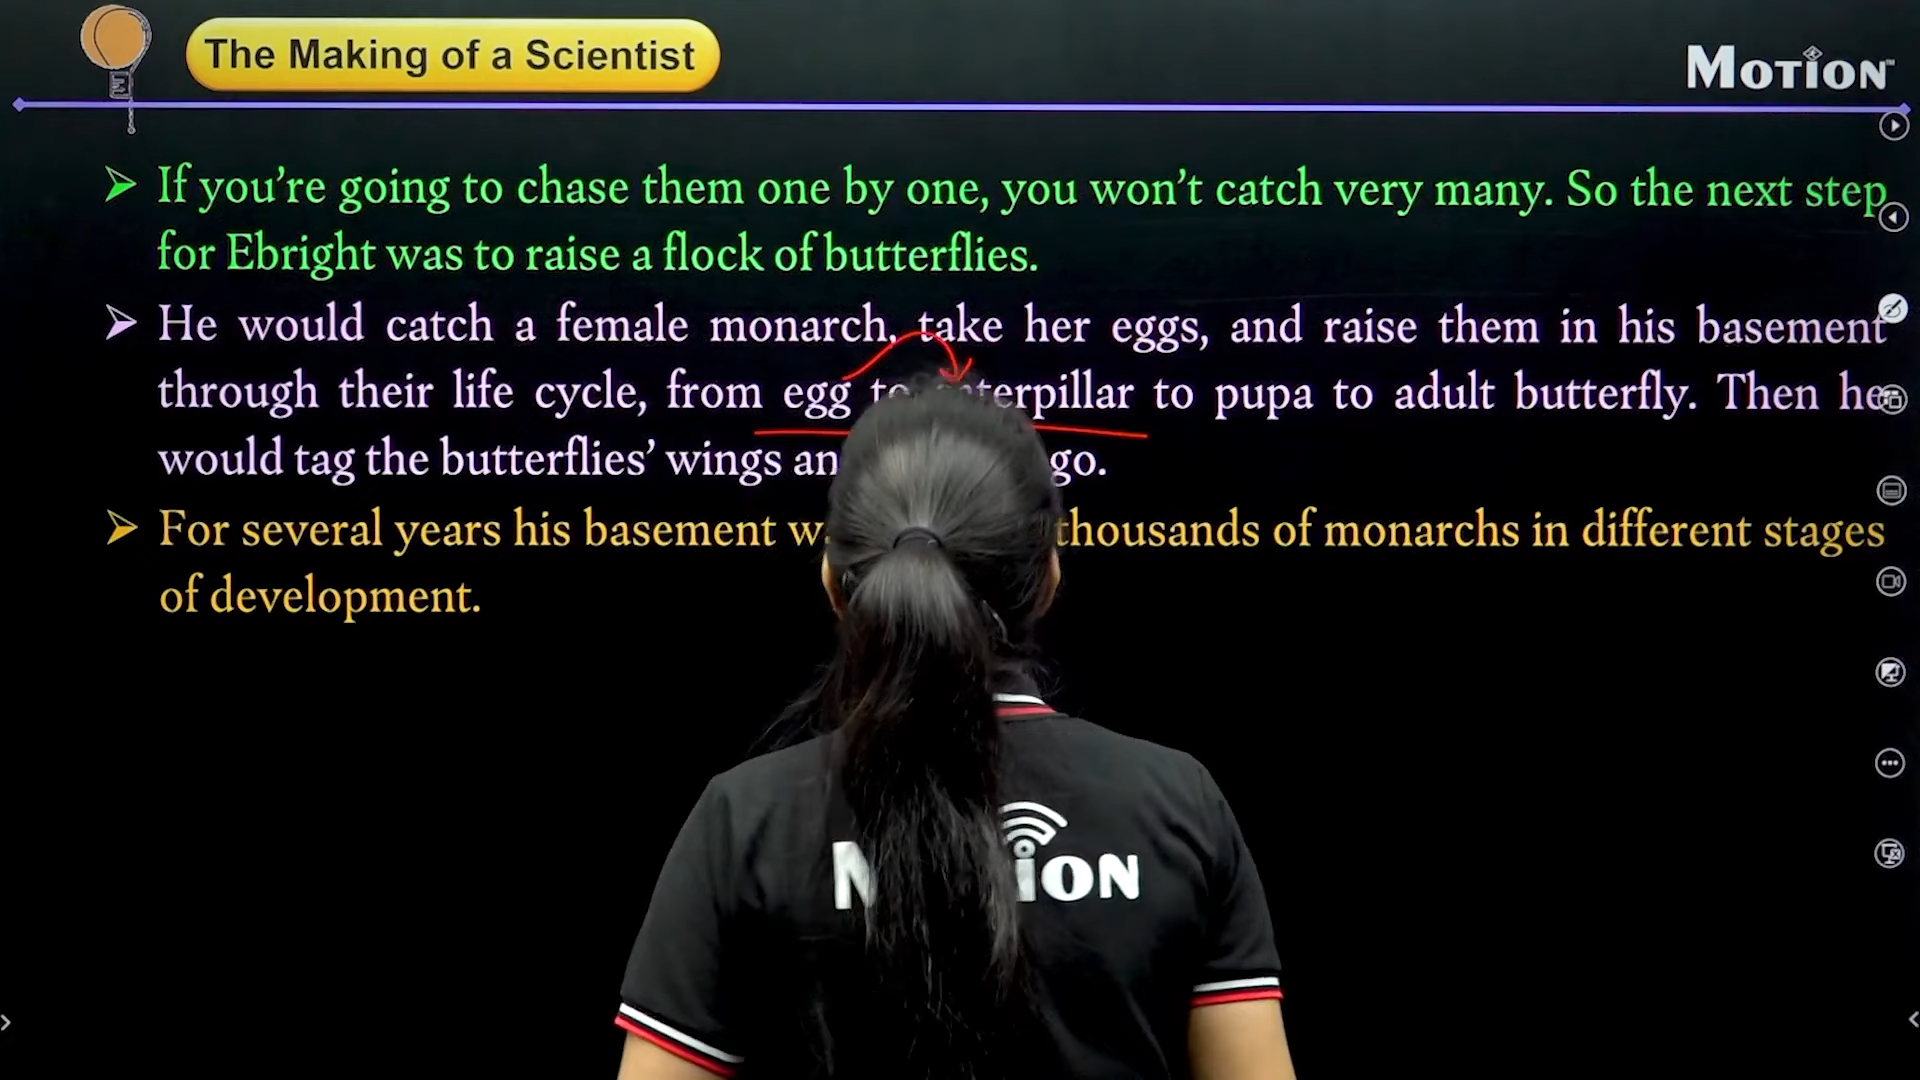 The Making of a Scientist
MOTION
If you're going to chase them one by one, you won't catch very many. So the next step
for Ebright was to raise a flock of butterflies.
He would catch a female monarch, take her eggs, and raise them in his basement
through their life cycle, from egg to caterpillar to pupa to adult butterfly. Then he
would tag the butterflies' wings go.
For several years his basement thousands of monarchs in different stages
of development.